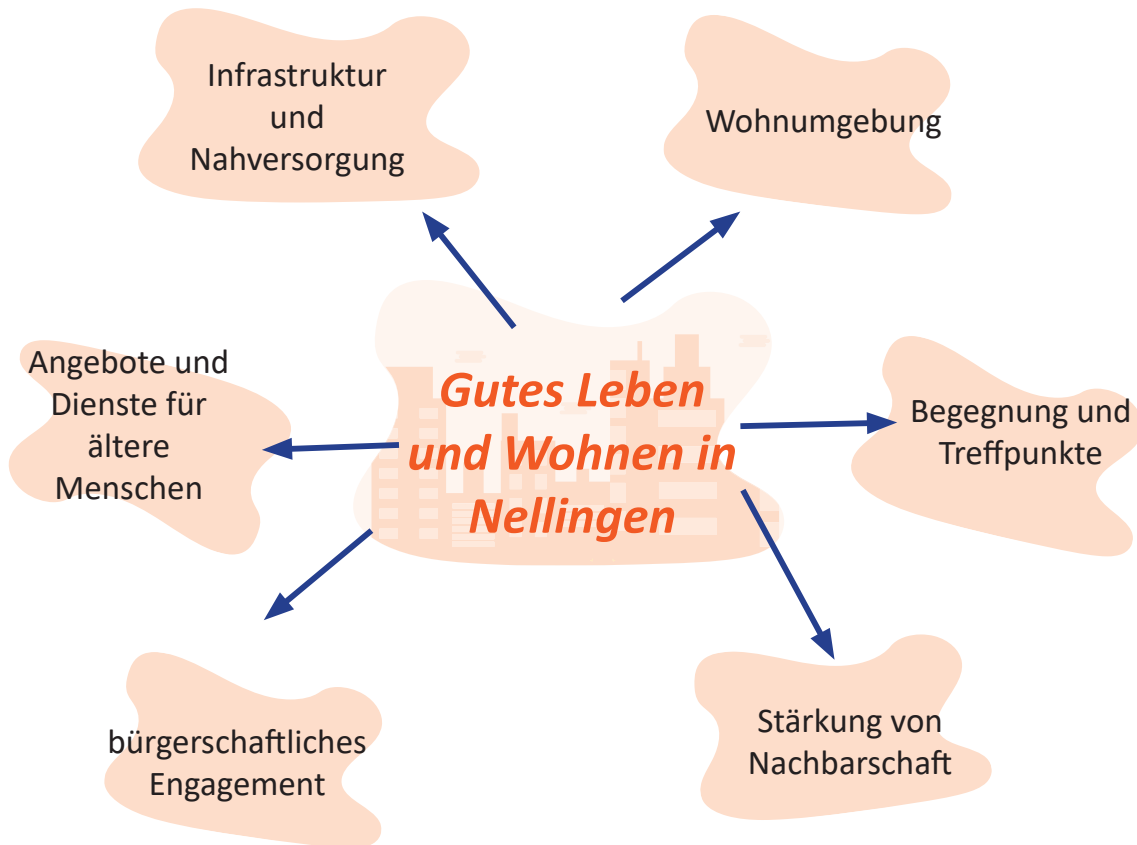 Infrastruktur
und
Nahversorgung
Wohnumgebung
Angebote und
Dienste für
ältere
Menschen
Gutes Leben
und Wohnen in
Nellingen
Begegnung und
Treffpunkte
bürgerschaftliches
Engagement
Stärkung von
Nachbarschaft